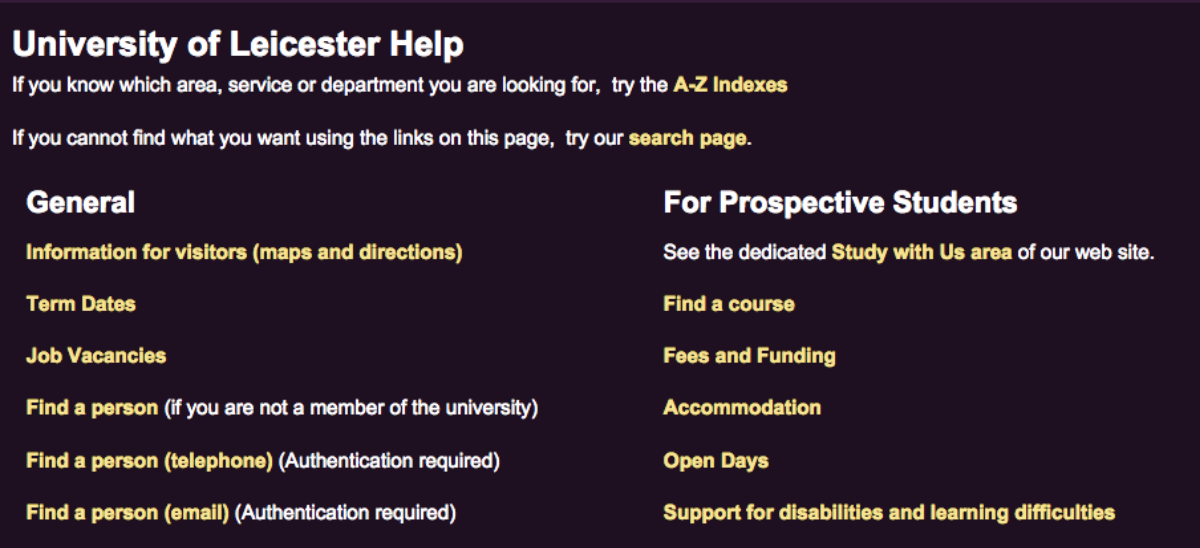 University of Leicester Help
If you know which area, service or department you are looking for, try the A-Z Indexes
If you cannot find what you want using the links on this page, try our search page.
General
Information for visitors (maps and directions)
Term Dates
Job Vacancies
Find a person (if you are not a member of the university)
Find a person (telephone) (Authentication required)
Find a person (email) (Authentication required)
For Prospective Students
See the dedicated Study with Us area of our web site.
Find a course
Fees and Funding
Accommodation
Open Days
Support for disabilities and learning difficulties